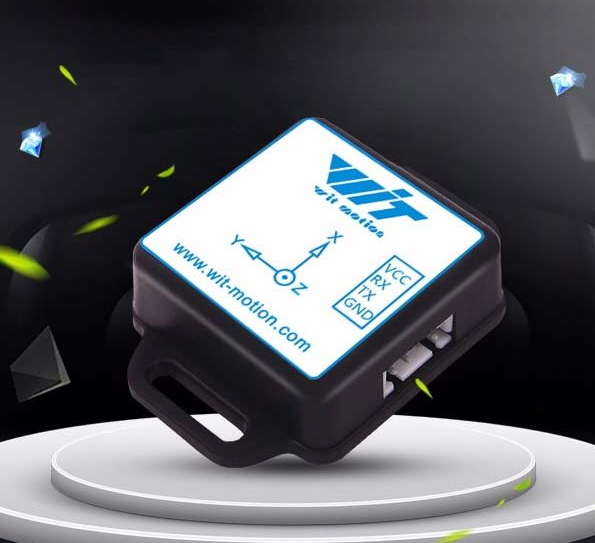 WIT
wit motion
X
Y
Z
www.wit-motion.com
VCC
RX
TX
GND